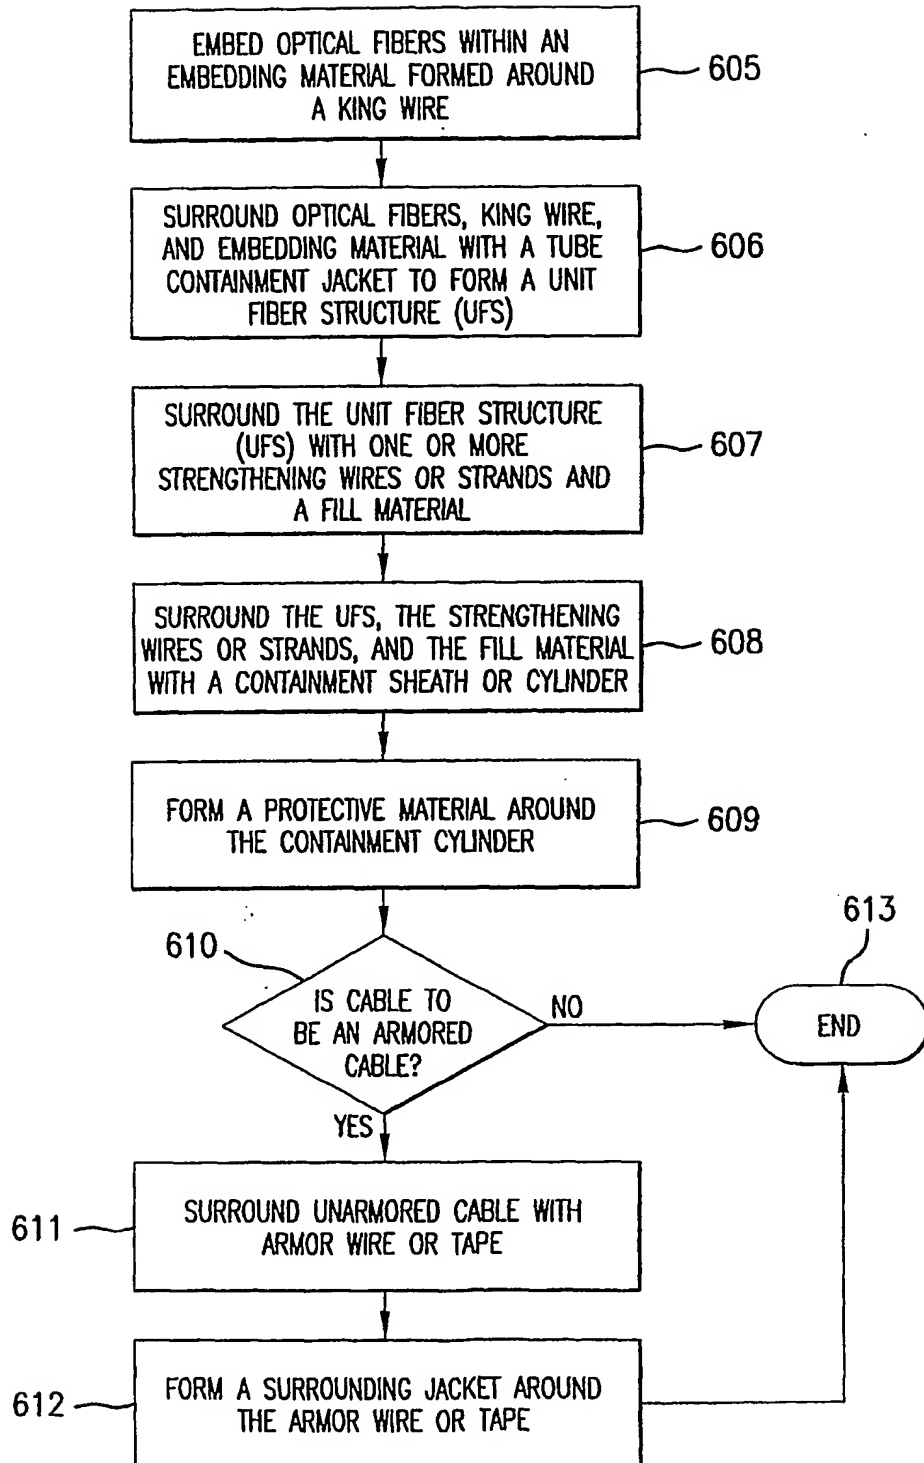 EMBED OPTICAL FIBERS WITHIN AN
EMBEDDING MATERIAL FORMED AROUND
A KING WIRE
605
SURROUND OPTICAL FIBERS, KING WIRE,
AND EMBEDDING MATERIAL WITH A TUBE
CONTAINMENT JACKET TO FORM A UNIT
FIBER STRUCTURE (UFS)
606
SURROUND THE UNIT FIBER STRUCTURE
(UFS) WITH ONE OR MORE
STRENGTHENING WIRES OR STRANDS AND
A FILL MATERIAL
607
SURROUND THE UFS, THE STRENGTHENING
WIRES OR STRANDS, AND THE FILL MATERIAL
WITH A CONTAINMENT SHEATH OR CYLINDER
608
FORM A PROTECTIVE MATERIAL AROUND
THE CONTAINMENT CYLINDER
609
610
IS CABLE TO
BE AN ARMORED
CABLE?
NO
613
END
YES
611
SURROUND UNARMORED CABLE WITH
ARMOR WIRE OR TAPE
612
FORM A SURROUNDING JACKET AROUND
THE ARMOR WIRE OR TAPE